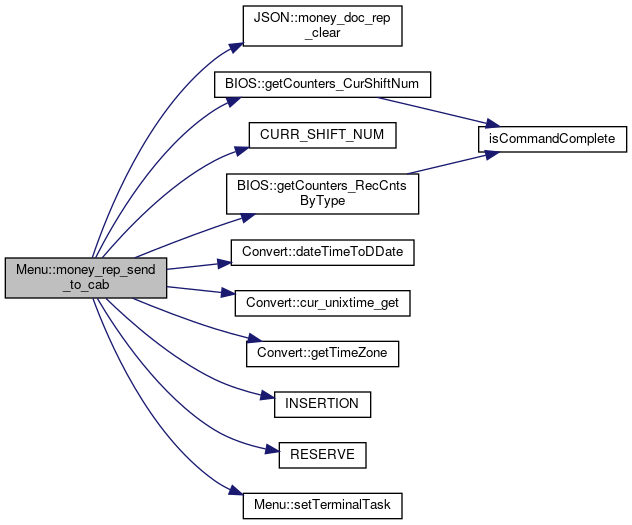 JSON::money_doc_rep
_clear
BIOS::getCounters_CurShiftNum
CURR_SHIFT_NUM
isCommandComplete
BIOS::getCounters_RecCnts
ByType
Convert::dateTimeToDDate
Menu::money_rep_send
_to_cab
Convert::cur_unixtime_get
Convert::getTimeZone
INSERTION
RESERVE
Menu::setTerminalTask